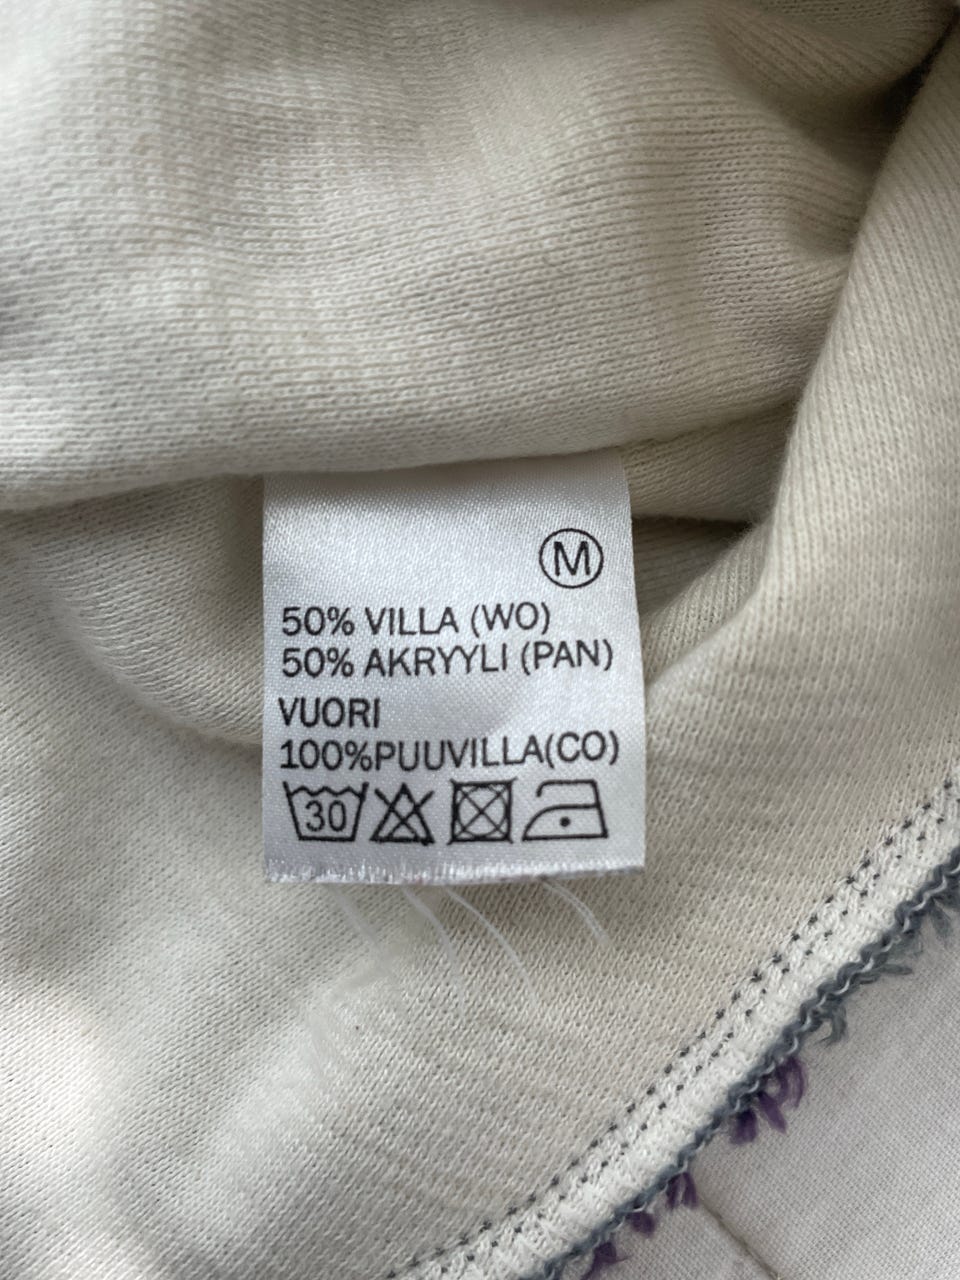 M
50% VILLA (WO)
50% AKRYYLI (PAN)
VUORI
100%PUUVILLA(CO)
30